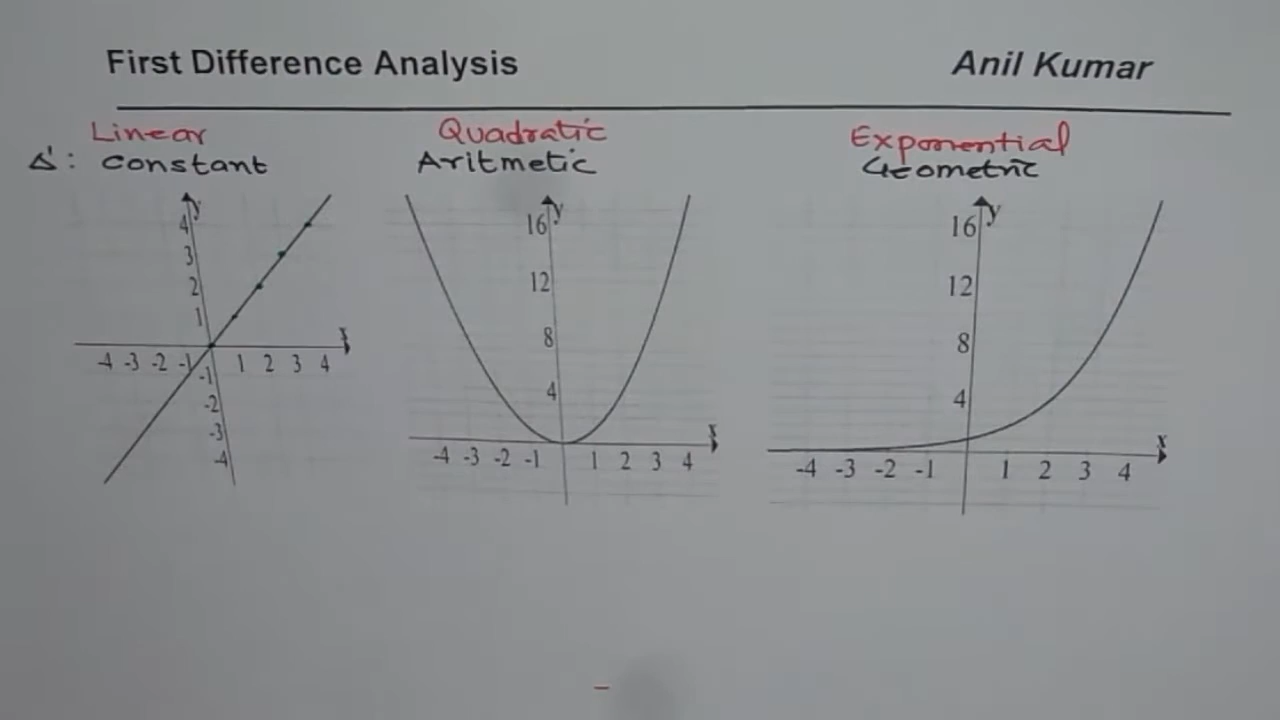 First Difference Analysis Anil Kumar
Linear Quadratic Exponential
Δ': Constant Aritmetic Geometric
y
4
3
2
1
x
-4 -3 -2 -1 1 2 3 4
-1
-2
-3
-4
y
16
12
8
4
x
-4 -3 -2 -1 1 2 3 4
y
16
12
8
4
x
-4 -3 -2 -1 1 2 3 4